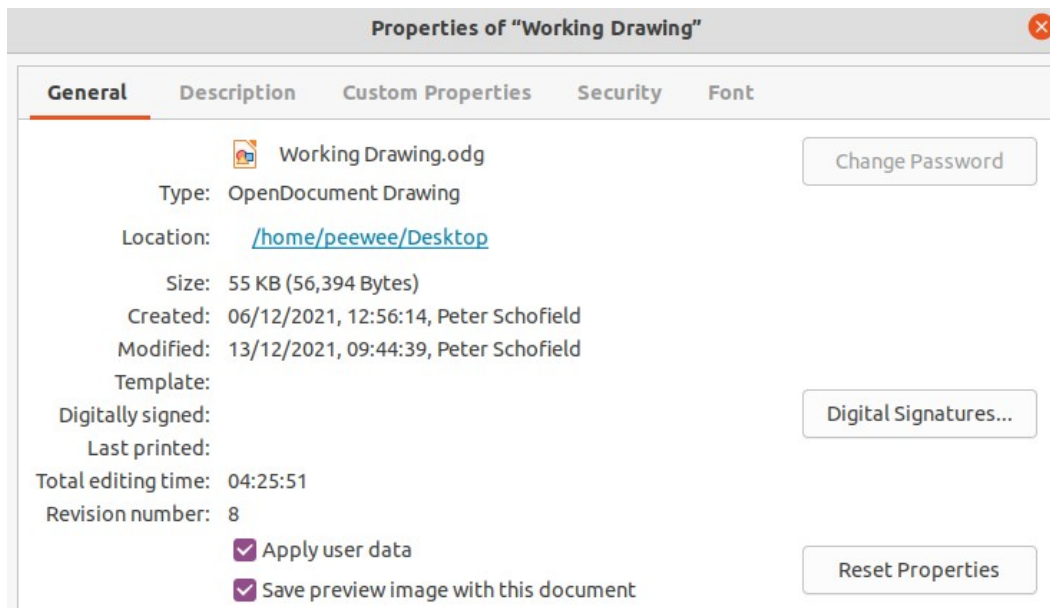 Properties of “Working Drawing”
General Description Custom Properties Security Font
Working Drawing.odg
Change Password
Type: OpenDocument Drawing
Location: /home/peewee/Desktop
Size: 55 KB (56,394 Bytes)
Created: 06/12/2021, 12:56:14, Peter Schofield
Modified: 13/12/2021, 09:44:39, Peter Schofield
Template:
Digitally signed:
Digital Signatures...
Last printed:
Total editing time: 04:25:51
Revision number: 8
Apply user data
Reset Properties
Save preview image with this document